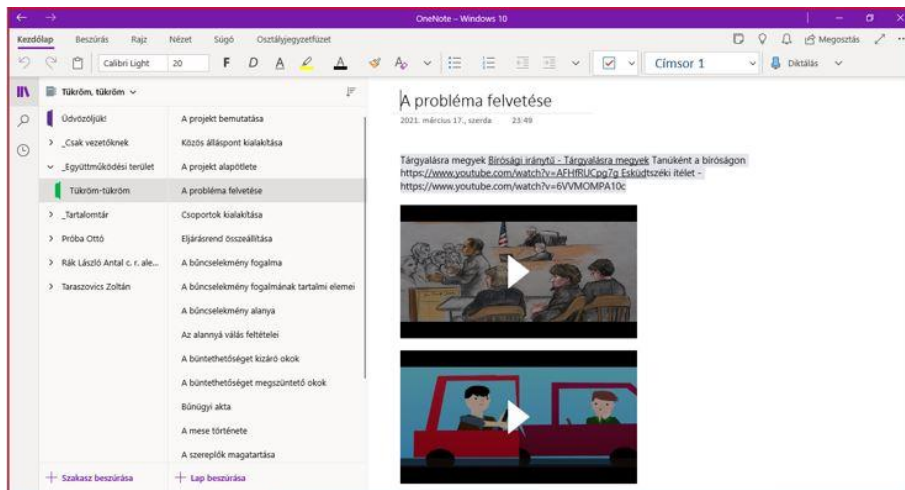 OneNote – Windows 10
Kezdőlap Beszúrás Rajz Nézet Súgó Osztályjegyzetfüzet Megosztás
Calibri Light 20 F D A A Címsor 1 Diktálás
Tükröm, tükröm
Üdvözöljük!
_Csak vezetőknek
_Együttműködési terület
Tükröm-tükröm
_Tartalomtár
Próba Ottó
Rák László Antal c. r. ale...
Taraszovics Zoltán
Szakasz beszúrása
A projekt bemutatása
Közös álláspont kialakítása
A projekt alapötlete
A probléma felvetése
Csoportok kialakítása
Eljárásrend összeállítása
A bűncselekmény fogalma
A bűncselekmény fogalmának tartalmi elemei
A bűncselekmény alanya
Az alannyá válás feltételei
A büntethetőséget kizáró okok
A büntethetőséget megszüntető okok
Bűnügyi akta
A mese története
A szereplők magatartása
Lap beszúrása
A probléma felvetése
2021. március 17., szerda 23:49
Tárgyalásra megyek Bírósági iránytű - Tárgyalásra megyek Tanúként a bíróságon
https://www.youtube.com/watch?v=AFHfRUCpg7g Esküdtszéki ítélet -
https://www.youtube.com/watch?v=6VVMOMPA10c